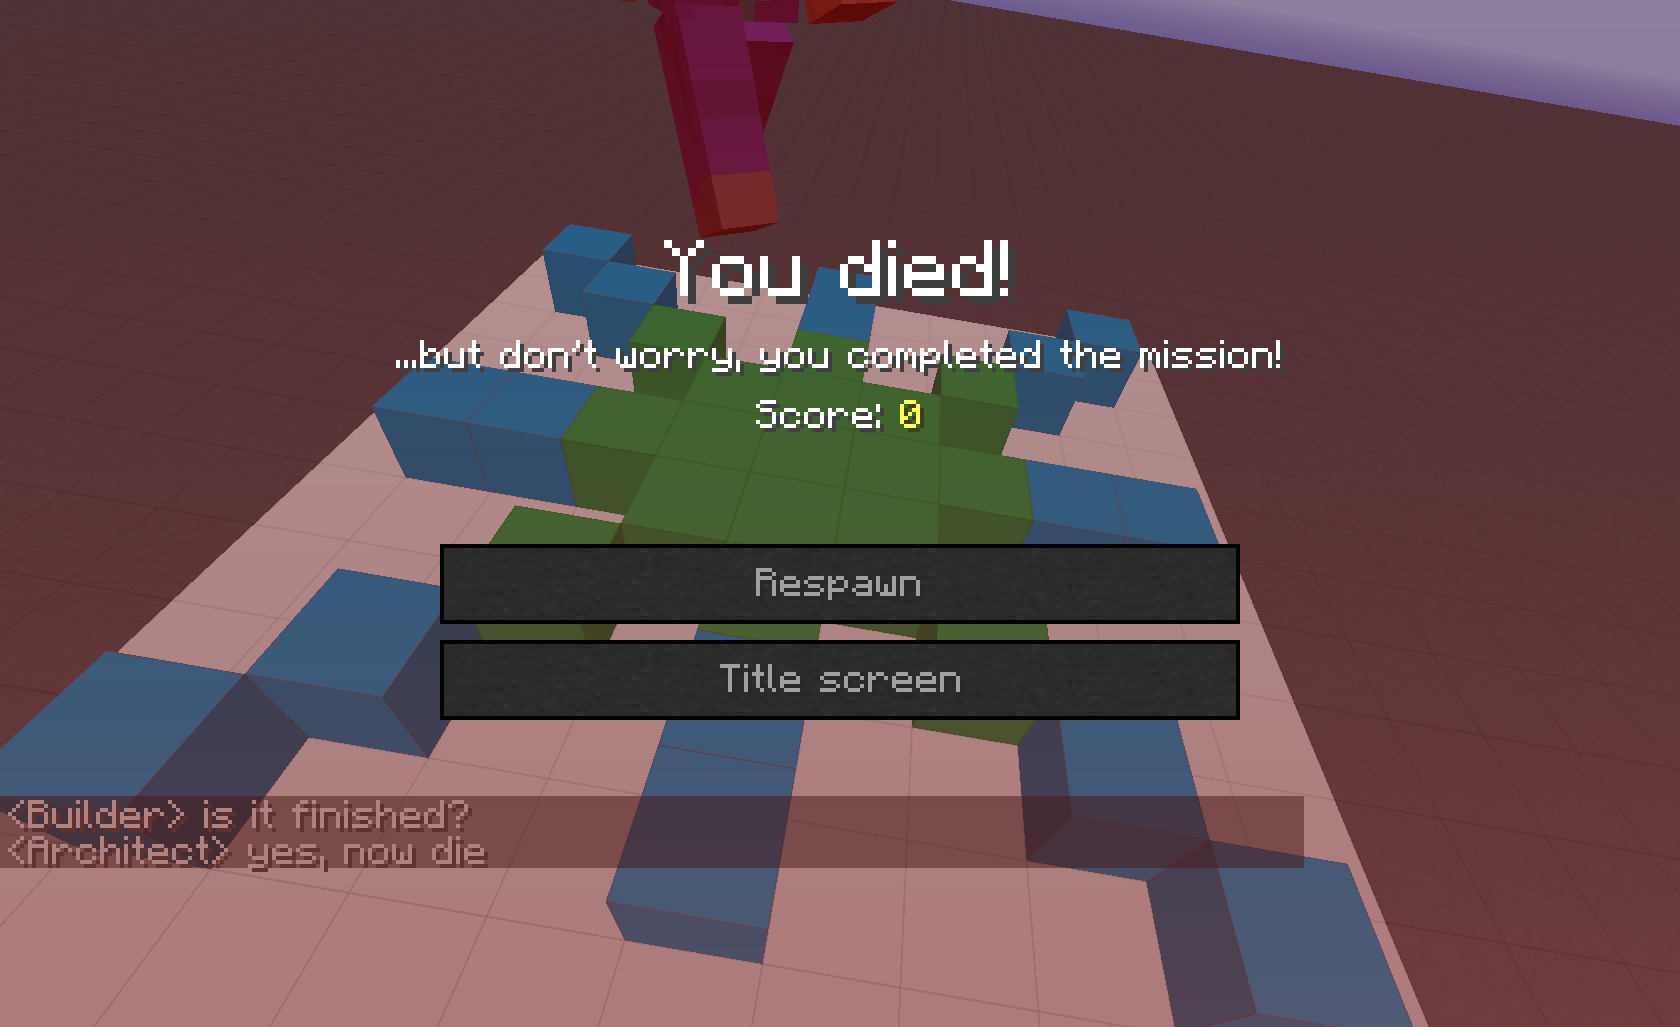 You died!
...but don't worry, you completed the mission!
Score: 0
Respawn
Title screen
<Builder> is it finished?
<Architect> yes, now die